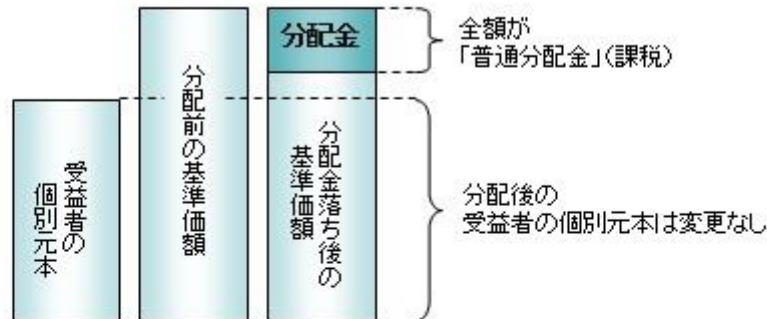 受益者の
個別元本
分配前の基準価額
分配金
分配金落ち後の
基準価額
全額が
「普通分配金」(課税)
分配後の
受益者の個別元本は変更なし